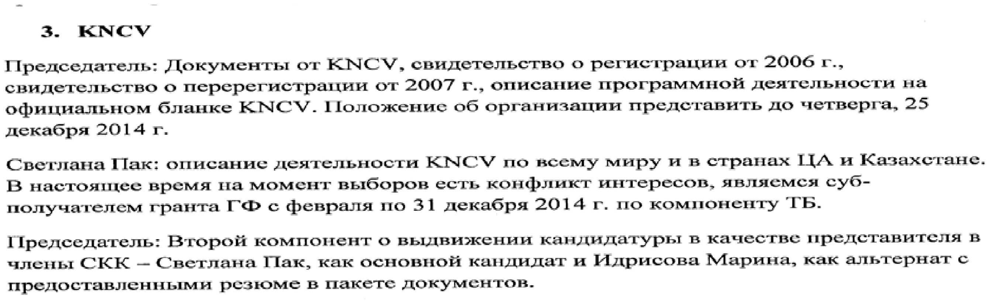 3. KNCV
Председатель: Документы от KNCV, свидетельство о регистрации от 2006 г.,
свидетельство о перерегистрации от 2007 г., описание программной деятельности на
официальном бланке KNCV. Положение об организации представить до четверга, 25
декабря 2014 г.
Светлана Пак: описание деятельности KNCV по всему миру и в странах ЦА и Казахстане.
В настоящее время на момент выборов есть конфликт интересов, являемся суб-
получателем гранта ГФ с февраля по 31 декабря 2014 г. по компоненту ТБ.
Председатель: Второй компонент о выдвижении кандидатуры в качестве представителя в
члены СКК – Светлана Пак, как основной кандидат и Идрисова Марина, как альтернат с
предоставленными резюме в пакете документов.